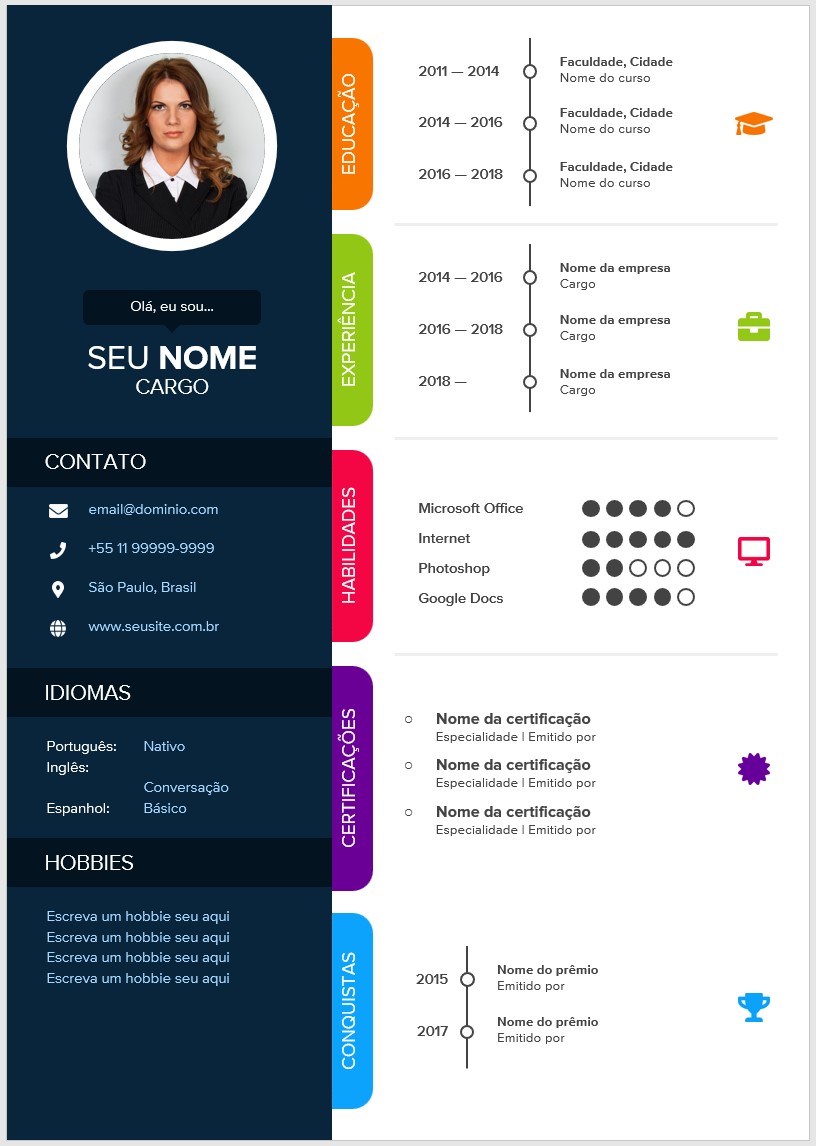 Olá, eu sou...
SEU NOME
CARGO
CONTATO
email@dominio.com
+55 11 99999-9999
São Paulo, Brasil
www.seusite.com.br
IDIOMAS
Português: Nativo
Inglês:
Conversação
Espanhol: Básico
HOBBIES
Escreva um hobbie seu aqui
Escreva um hobbie seu aqui
Escreva um hobbie seu aqui
Escreva um hobbie seu aqui
EDUCAÇÃO
2011 — 2014
Faculdade, Cidade
Nome do curso
2014 — 2016
Faculdade, Cidade
Nome do curso
2016 — 2018
Faculdade, Cidade
Nome do curso
EXPERIÊNCIA
2014 — 2016
Nome da empresa
Cargo
2016 — 2018
Nome da empresa
Cargo
2018 —
Nome da empresa
Cargo
HABILIDADES
Microsoft Office
Internet
Photoshop
Google Docs
CERTIFICAÇÕES
Nome da certificação
Especialidade | Emitido por
Nome da certificação
Especialidade | Emitido por
Nome da certificação
Especialidade | Emitido por
CONQUISTAS
2015
Nome do prêmio
Emitido por
2017
Nome do prêmio
Emitido por